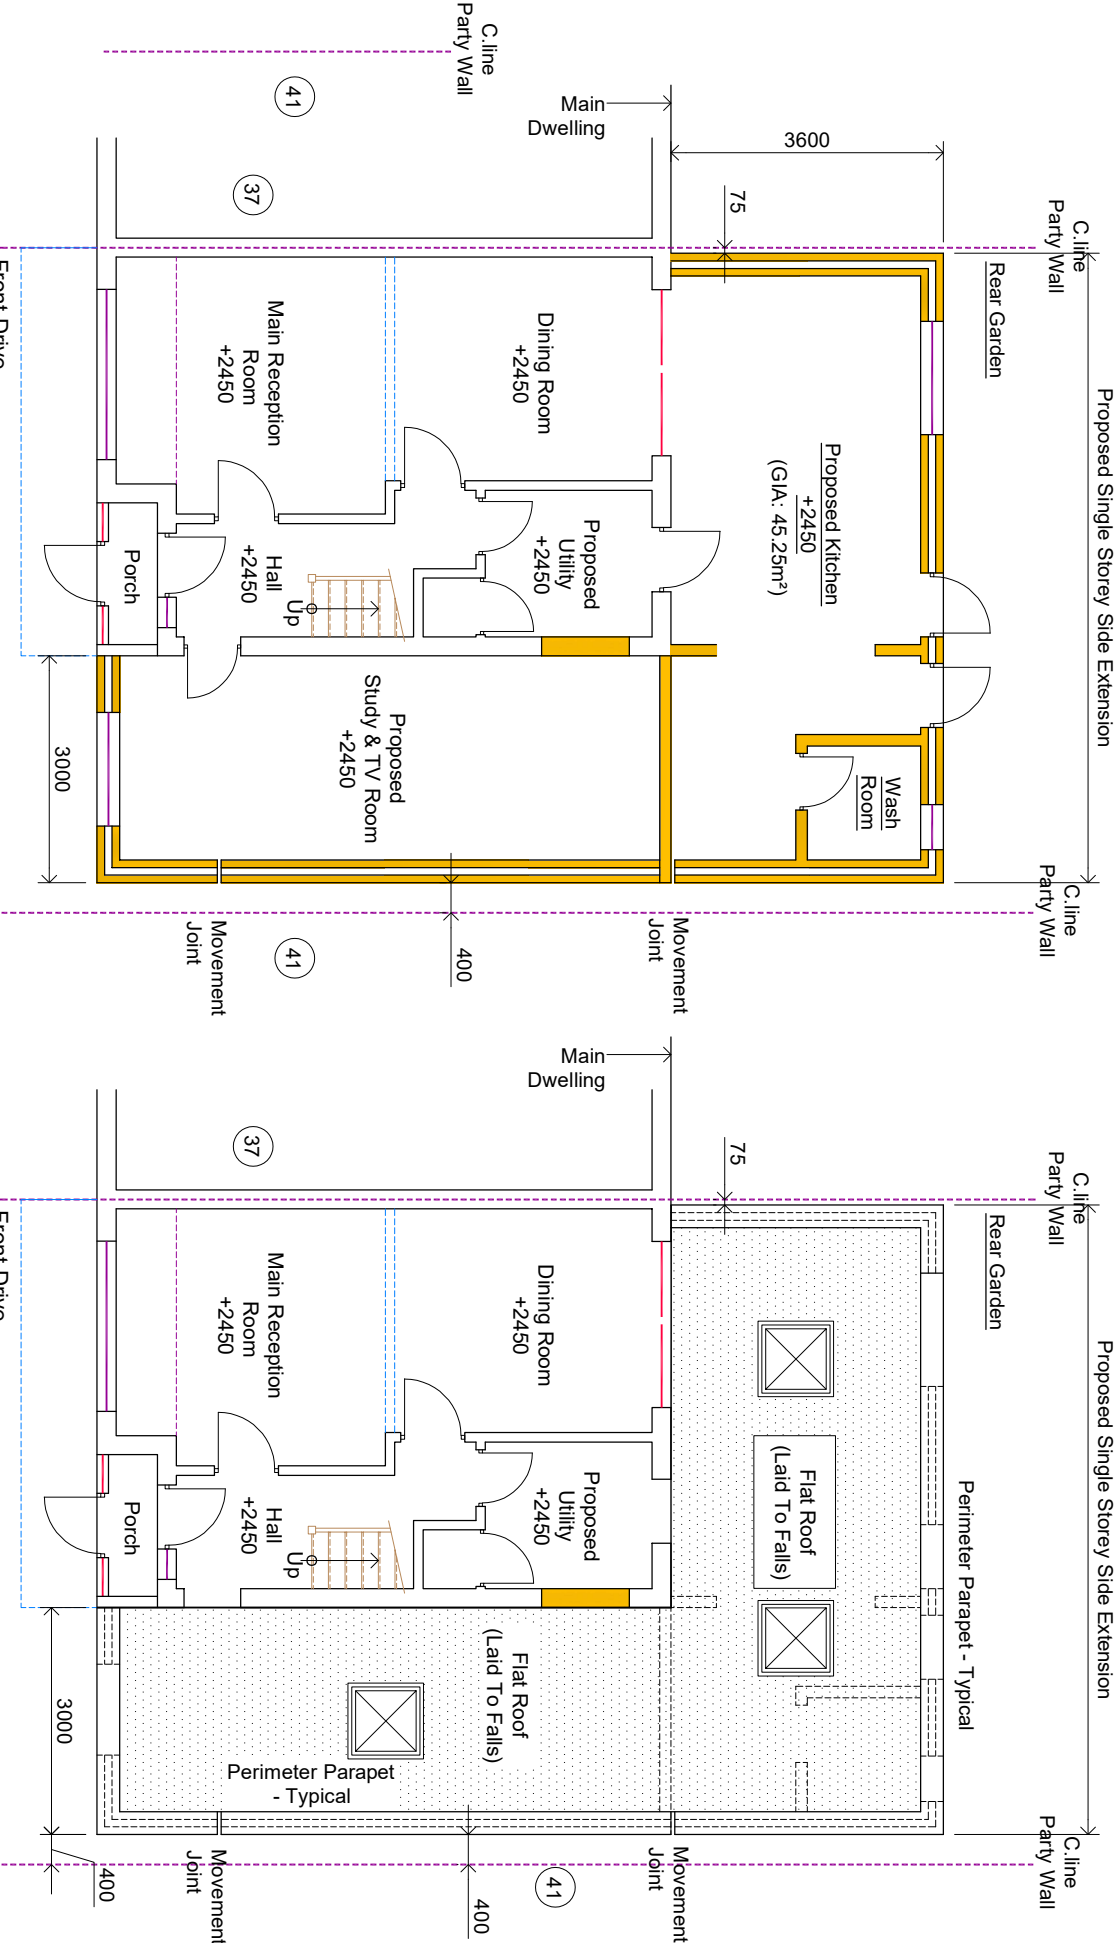 C.line
Party Wall
41
Main
Dwelling
3600
37
75
C.line
Party Wall
Rear Garden
Proposed Single Storey Side Extension
Front Drive
Main Reception
Room
+2450
Dining Room
+2450
Proposed Kitchen
+2450
(GIA: 45.25m²)
Proposed
Utility
+2450
Hall
+2450
Up
Porch
Proposed
Study & TV Room
+2450
Wash
Room
3000
C.line
Party Wall
Movement
Joint
41
400
Movement
Joint
Main
Dwelling
37
75
C.line
Party Wall
Rear Garden
Proposed Single Storey Side Extension
Front Drive
Main Reception
Room
+2450
Dining Room
+2450
Flat Roof
(Laid To Falls)
Perimeter Parapet - Typical
Proposed
Utility
+2450
Hall
+2450
Up
Porch
Flat Roof
(Laid To Falls)
Perimeter Parapet
- Typical
3000
C.line
Party Wall
400
Movement
Joint
400
41
Movement
Joint